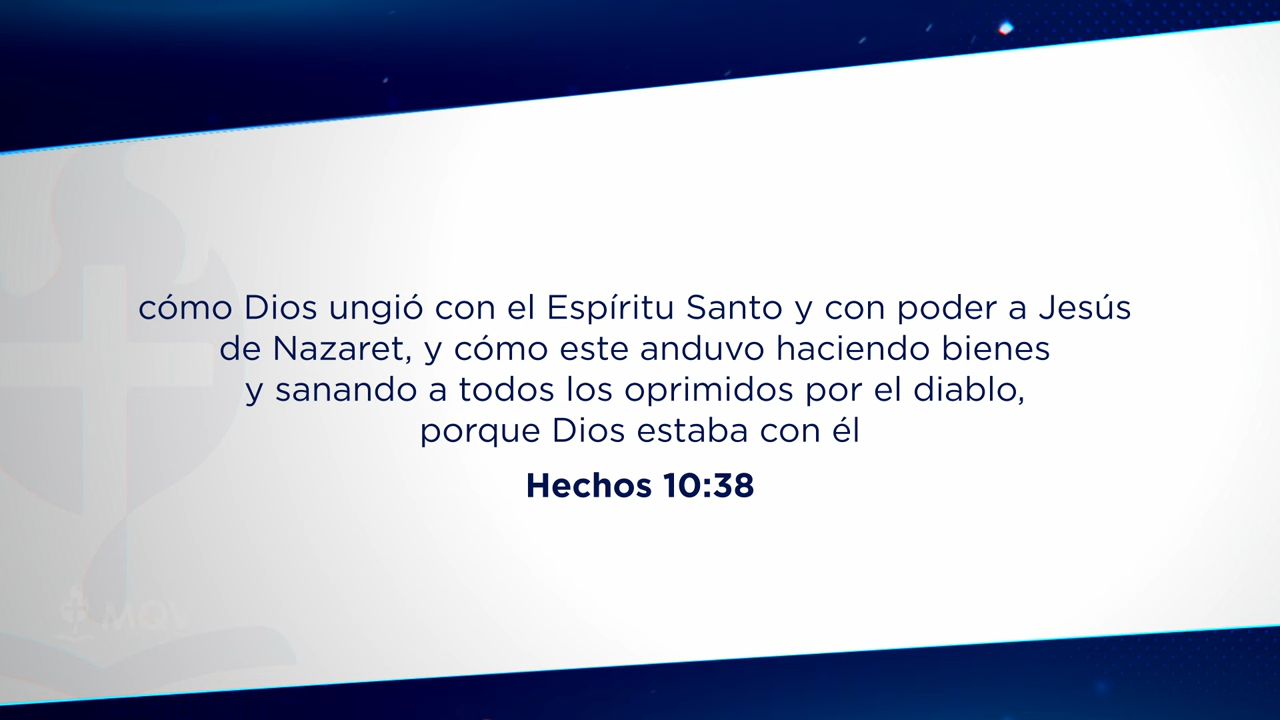 cómo Dios ungió con el Espíritu Santo y con poder a Jesús
de Nazaret, y cómo este anduvo haciendo bienes
y sanando a todos los oprimidos por el diablo,
porque Dios estaba con él
Hechos 10:38
MQV